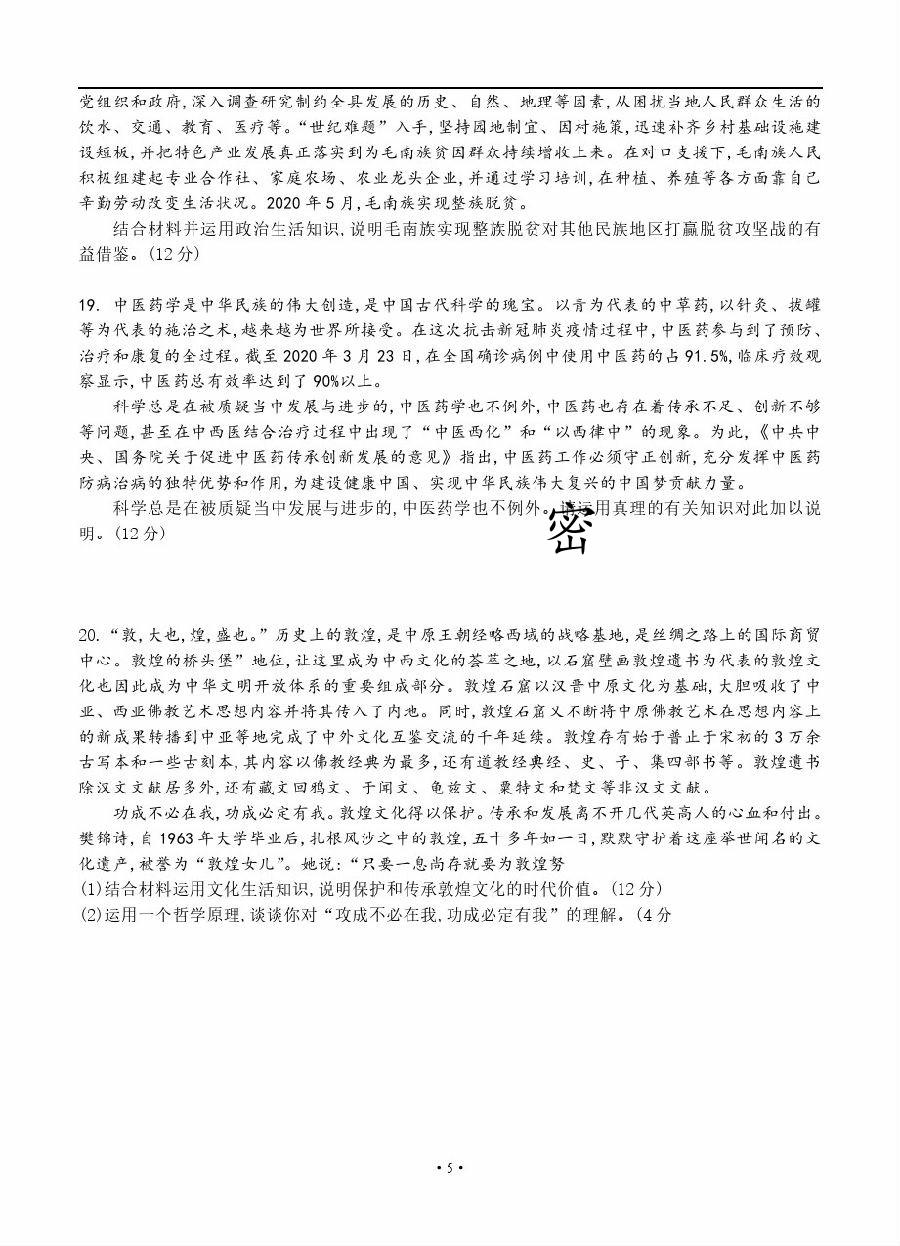 党组织和政府,深入调查研究制约全县发展的历史、自然、地理等因素,从困扰当地人民群众生活的
饮水、交通、教育、医疗等。“世纪难题”入手,坚持园地制宜、因对施策,迅速补齐乡村基础设施建
设短板,并把特色产业发展真正落实到为毛南族贫困群众持续增收上来。在对口支援下,毛南族人民
积极组建起专业合作社、家庭农场、农业龙头企业,并通过学习培训,在种植、养殖等各方面靠自己
辛勤劳动改变生活状况。2020年5月,毛南族实现整族脱贫。
结合材料并运用政治生活知识,说明毛南族实现整族脱贫对其他民族地区打赢脱贫攻坚战的有
益借鉴。(12分)
19. 中医药学是中华民族的伟大创造,是中国古代科学的瑰宝。以青为代表的中草药,以针灸、拔罐
等为代表的施治之术,越来越为世界所接受。在这次抗击新冠肺炎疫情过程中,中医药参与到了预防、
治疗和康复的全过程。截至2020年3月23日,在全国确诊病例中使用中医药的占91.5%,临床疗效观
察显示,中医药总有效率达到了90%以上。
科学总是在被质疑当中发展与进步的,中医药学也不例外,中医药也存在着传承不足、创新不够
等问题,甚至在中西医结合治疗过程中出现了“中医西化”和“以西律中”的现象。为此,《中共中
央、国务院关于促进中医药传承创新发展的意见》指出,中医药工作必须守正创新,充分发挥中医药
防病治病的独特优势和作用,为建设健康中国、实现中华民族伟大复兴的中国梦贡献力量。
科学总是在被质疑当中发展与进步的,中医药学也不例外。请运用真理的有关知识对此加以说
明。(12分)
密
20.“敦,大也,煌,盛也。”历史上的敦煌,是中原王朝经略西域的战略基地,是丝绸之路上的国际商贸
中心。敦煌的桥头堡”地位,让这里成为中西文化的荟萃之地,以石窟壁画敦煌遗书为代表的敦煌文
化也因此成为中华文明开放体系的重要组成部分。敦煌石窟以汉晋中原文化为基础,大胆吸收了中
亚、西亚佛教艺术思想内容并将其传入了内地。同时,敦煌石窟又不断将中原佛教艺术在思想内容上
的新成果转播到中亚等地完成了中外文化互鉴交流的千年延续。敦煌存有始于普止于宋初的3万余
古写本和一些古刻本,其内容以佛教经典为最多,还有道教经典经、史、子、集四部书等。敦煌遗书
除汉文文献居多外,还有藏文回鸦文、于闻文、龟兹文、粟特文和梵文等非汉文文献。
功成不必在我,功成必定有我。敦煌文化得以保护。传承和发展离不开几代英高人的心血和付出。
樊锦诗,自1963年大学毕业后,扎根风沙之中的敦煌,五十多年如一日,默默守护着这座举世闻名的文
化遗产,被誉为“敦煌女儿”。她说:“只要一息尚存就要为敦煌努
(1)结合材料运用文化生活知识,说明保护和传承敦煌文化的时代价值。(12分)
(2)运用一个哲学原理,谈谈你对“攻成不必在我,功成必定有我”的理解。(4分
·5·